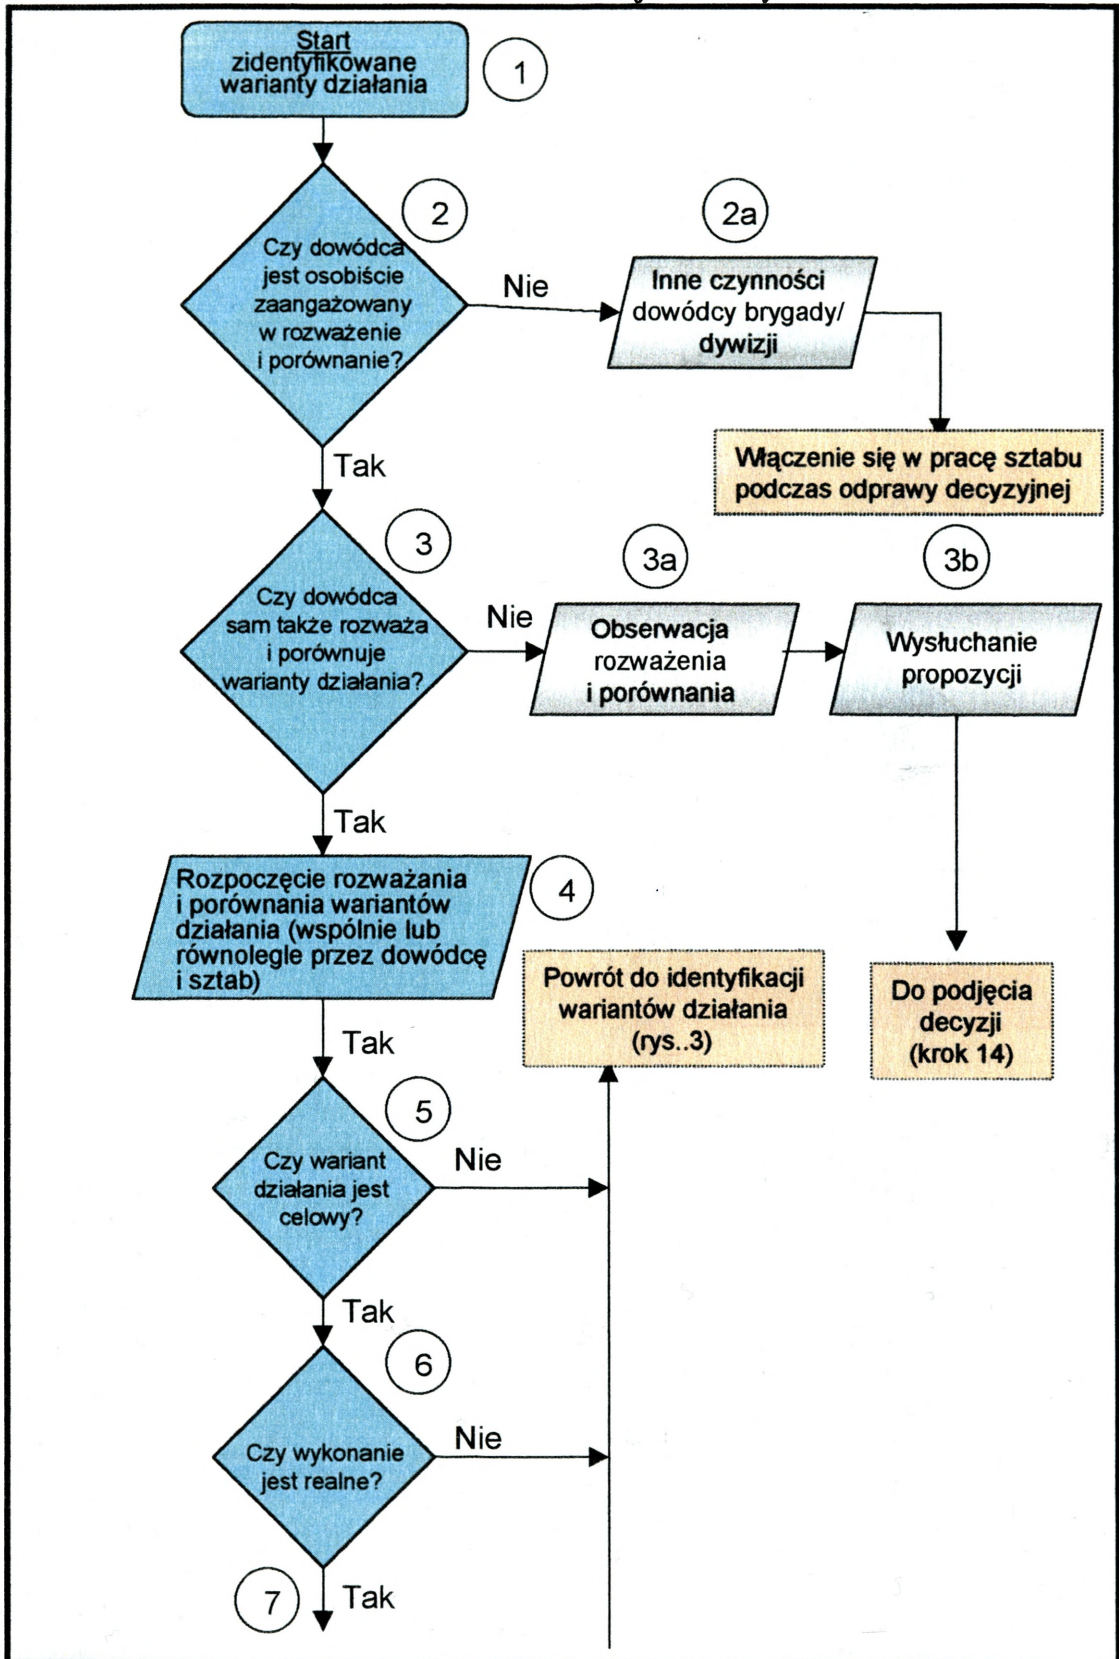 Start
zidentyfikowane
warianty działania
1
Czy dowódca
jest osobiście
zaangażowany
w rozważenie
i porównanie?
2
Nie
2a
Inne czynności
dowódcy brygady/
dywizji
Włączenie się w pracę sztabu
podczas odprawy decyzyjnej
Tak
3
Czy dowódca
sam także rozważa
i porównuje
warianty działania?
Nie
3a
Obserwacja
rozważenia
i porównania
3b
Wysłuchanie
propozycji
Tak
Rozpoczęcie rozważania
i porównania wariantów
działania (wspólnie lub
równolegle przez dowódcę
i sztab)
4
Powrót do identyfikacji
wariantów działania
(rys..3)
Do podjęcia
decyzji
(krok 14)
Tak
5
Czy wariant
działania jest
celowy?
Nie
Tak
6
Czy wykonanie
jest realne?
Nie
7
Tak